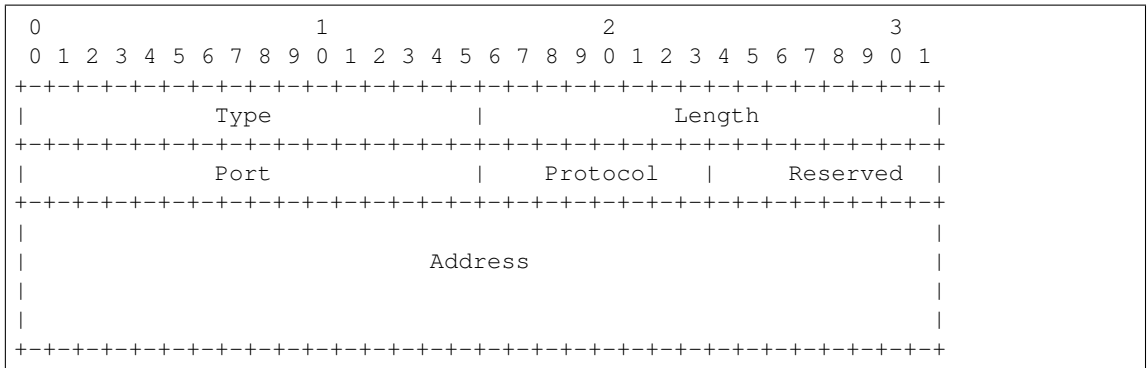 0                   1                   2                   3
0 1 2 3 4 5 6 7 8 9 0 1 2 3 4 5 6 7 8 9 0 1 2 3 4 5 6 7 8 9 0 1
+-+-+-+-+-+-+-+-+-+-+-+-+-+-+-+-+-+-+-+-+-+-+-+-+-+-+-+-+-+-+-+-+
|             Type              |             Length            |
+-+-+-+-+-+-+-+-+-+-+-+-+-+-+-+-+-+-+-+-+-+-+-+-+-+-+-+-+-+-+-+-+
|             Port              |    Protocol   |     Reserved  |
+-+-+-+-+-+-+-+-+-+-+-+-+-+-+-+-+-+-+-+-+-+-+-+-+-+-+-+-+-+-+-+-+
|                                                               |
|                            Address                            |
|                                                               |
|                                                               |
+-+-+-+-+-+-+-+-+-+-+-+-+-+-+-+-+-+-+-+-+-+-+-+-+-+-+-+-+-+-+-+-+